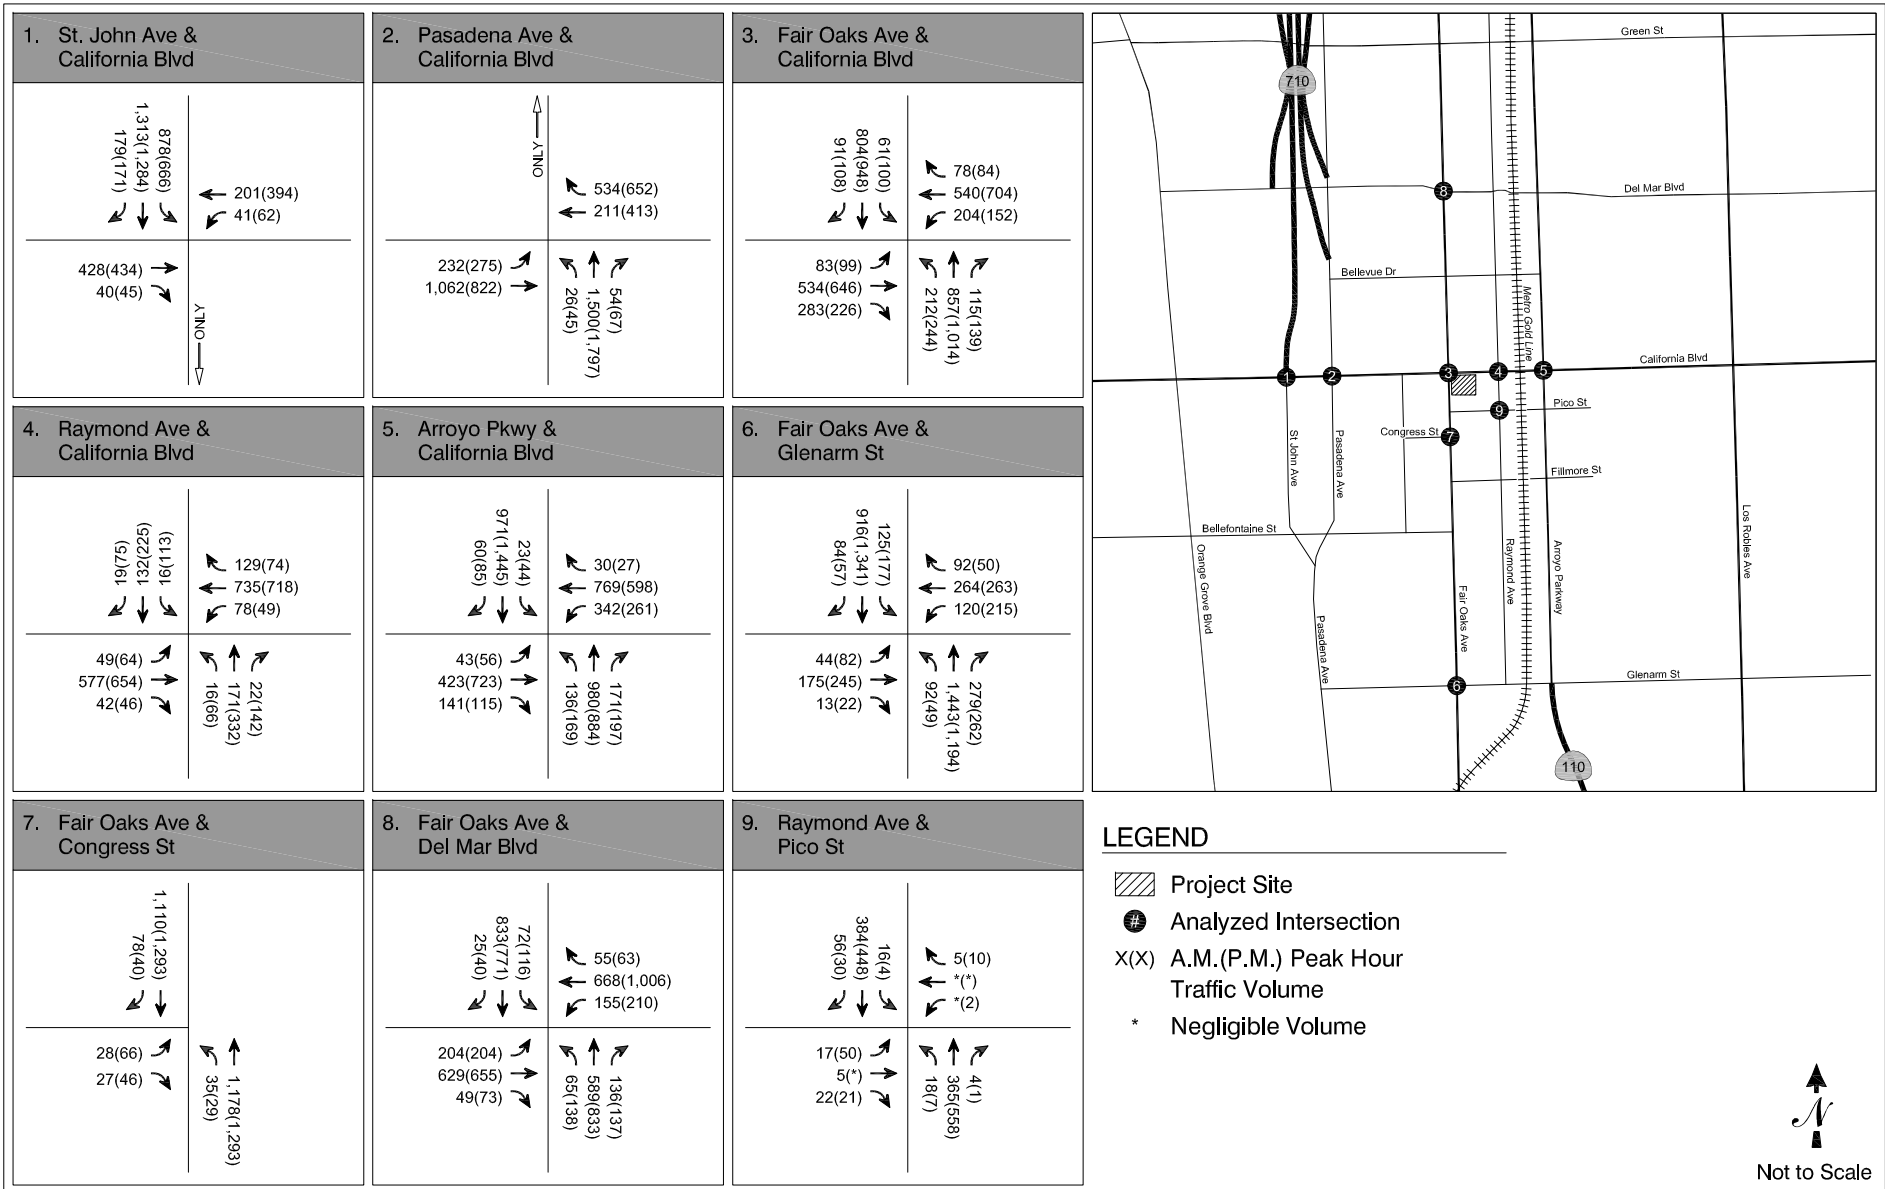 1. St. John Ave &
California Blvd
179(171)
1,313(1,284)
878(666)
201(394)
41(62)
428(434)
40(45)
ONLY
2. Pasadena Ave &
California Blvd
ONLY
534(652)
211(413)
232(275)
1,062(822)
26(45)
1,500(1,797)
54(67)
3. Fair Oaks Ave &
California Blvd
91(108)
804(948)
61(100)
78(84)
540(704)
204(152)
83(99)
534(646)
283(226)
212(244)
857(1,014)
115(139)
4. Raymond Ave &
California Blvd
19(75)
132(225)
16(113)
129(74)
735(718)
78(49)
49(64)
577(654)
42(46)
16(66)
171(332)
22(142)
5. Arroyo Pkwy &
California Blvd
60(85)
971(1,445)
23(44)
30(27)
769(598)
342(261)
43(56)
423(723)
141(115)
136(169)
980(884)
171(197)
6. Fair Oaks Ave &
Glenarm St
84(57)
916(1,341)
125(177)
92(50)
264(263)
120(215)
44(82)
175(245)
13(22)
92(49)
1,443(1,194)
279(262)
7. Fair Oaks Ave &
Congress St
78(40)
1,110(1,293)
28(66)
27(46)
35(29)
1,178(1,293)
8. Fair Oaks Ave &
Del Mar Blvd
25(40)
833(771)
72(116)
55(63)
668(1,006)
155(210)
204(204)
629(655)
49(73)
65(138)
589(833)
136(137)
9. Raymond Ave &
Pico St
56(30)
384(448)
16(4)
5(10)
*(*)
*(2)
17(50)
5(*)
22(21)
18(7)
365(558)
4(1)
Green St
710
8
Del Mar Blvd
Bellevue Dr
Metro Gold Line
California Blvd
1
2
3
4
5
9
Pico St
Congress St
7
St John Ave
Pasadena Ave
Fillmore St
Bellefontaine St
Orange Grove Blvd
Raymond Ave
Arroyo Parkway
Los Robles Ave
Fair Oaks Ave
Pasadena Ave
6
Glenarm St
110
LEGEND
Project Site
# Analyzed Intersection
X(X) A.M.(P.M.) Peak Hour
Traffic Volume
* Negligible Volume
N
Not to Scale